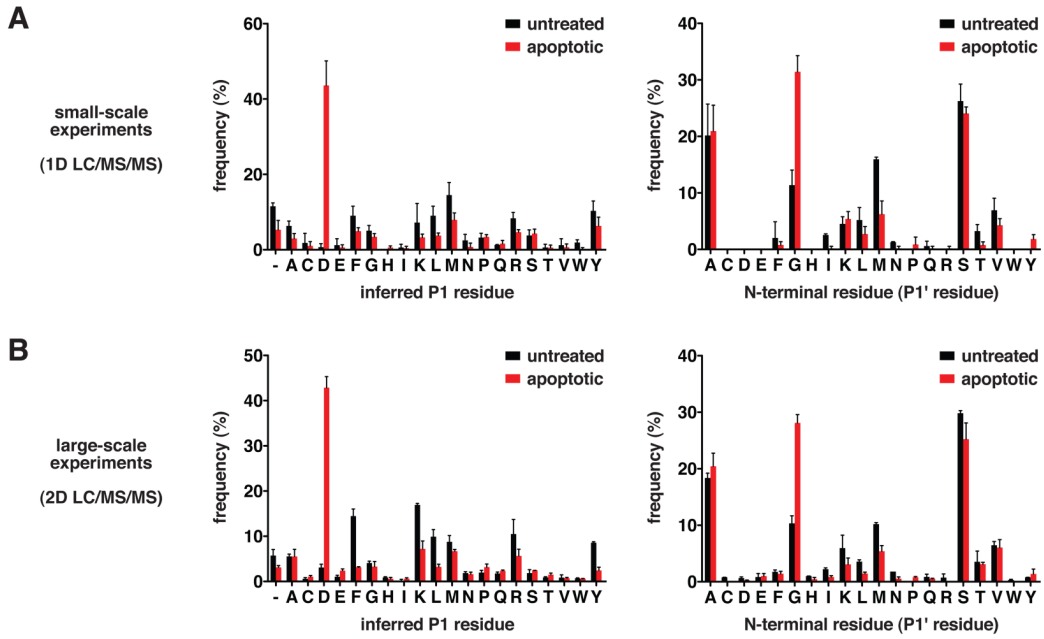 A
small-scale
experiments
(1D LC/MS/MS)
frequency (%)
60
40
20
0
untreated
apoptotic
- A C D E F G H I K L M N P Q R S T V W Y
inferred P1 residue
frequency (%)
40
30
20
10
0
untreated
apoptotic
A C D E F G H I K L M N P Q R S T V W Y
N-terminal residue (P1' residue)
B
large-scale
experiments
(2D LC/MS/MS)
frequency (%)
50
40
30
20
10
0
untreated
apoptotic
- A C D E F G H I K L M N P Q R S T V W Y
inferred P1 residue
frequency (%)
40
30
20
10
0
untreated
apoptotic
A C D E F G H I K L M N P Q R S T V W Y
N-terminal residue (P1' residue)